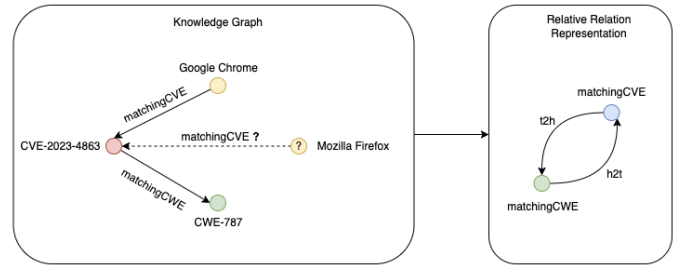 Knowledge Graph
Google Chrome
matchingCVE
CVE-2023-4863
matchingCVE ?
?
Mozilla Firefox
matchingCWE
CWE-787
Relative Relation
Representation
matchingCVE
t2h
h2t
matchingCWE